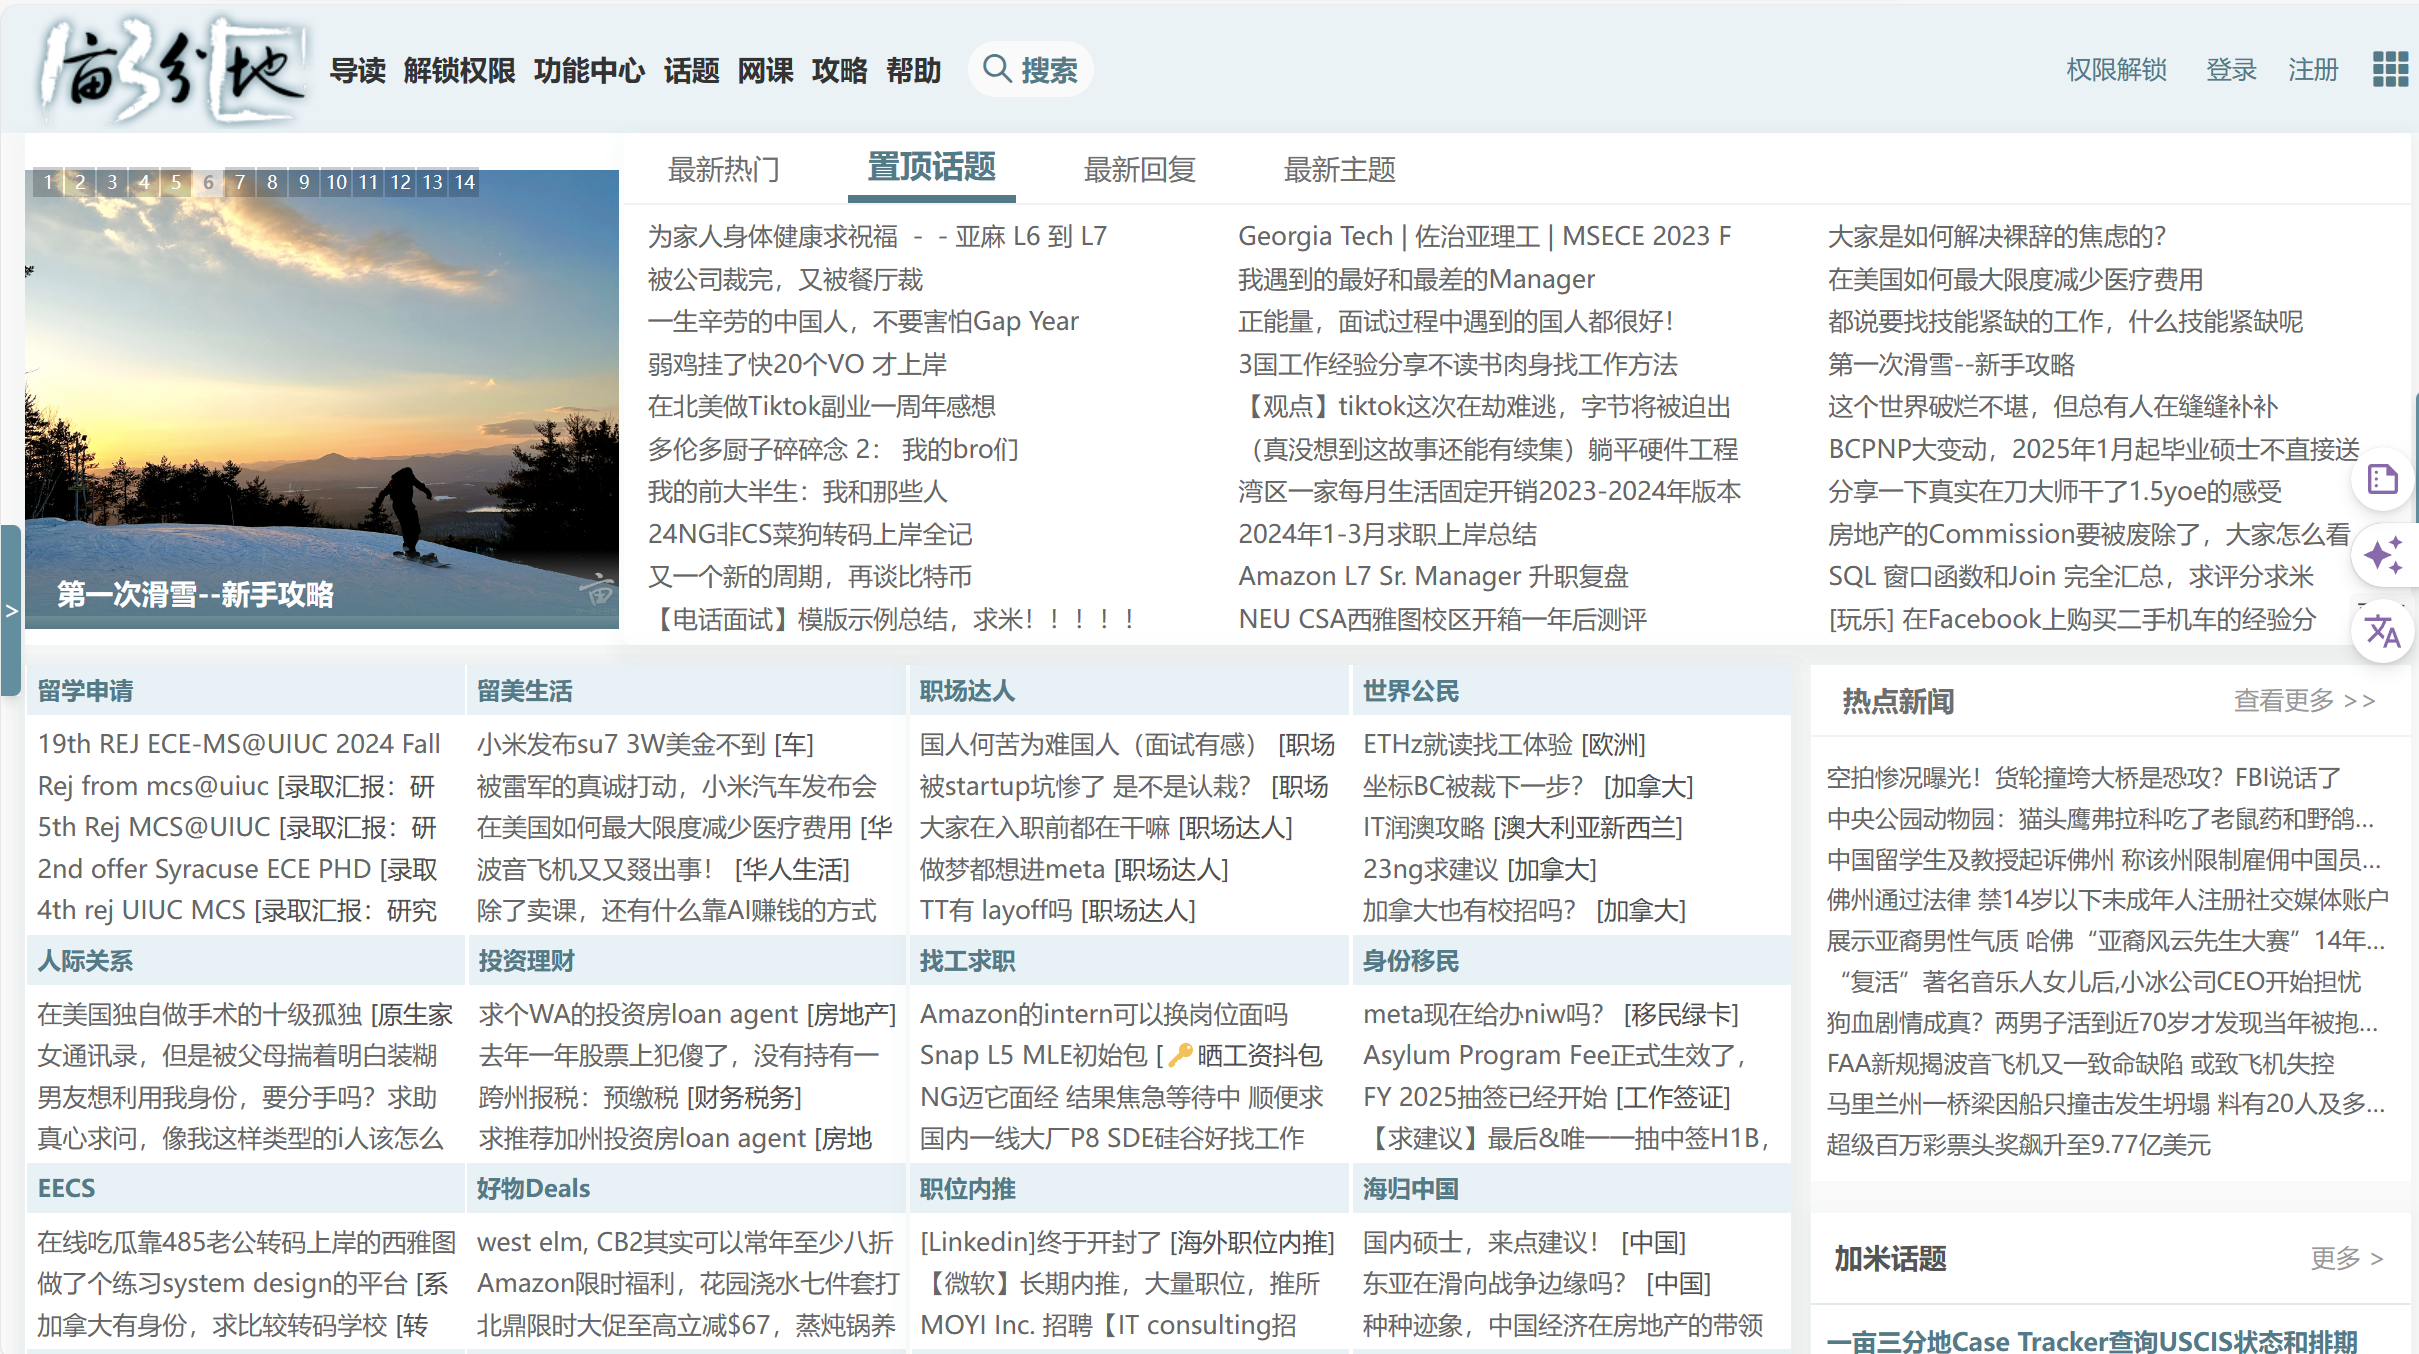 一亩三分地
导读 解锁权限 功能中心 话题 网课 攻略 帮助 搜索
权限解锁 登录 注册
1 2 3 4 5 6 7 8 9 10 11 12 13 14
第一次滑雪--新手攻略
>
最新热门 置顶话题 最新回复 最新主题
为家人身体健康求祝福 - - 亚麻 L6 到 L7
被公司裁完，又被餐厅裁
一生辛劳的中国人，不要害怕Gap Year
弱鸡挂了快20个VO 才上岸
在北美做Tiktok副业一周年感想
多伦多厨子碎碎念 2： 我的bro们
我的前大半生：我和那些人
24NG非CS菜狗转码上岸全记
又一个新的周期，再谈比特币
【电话面试】模版示例总结，求米！！！！！
Georgia Tech | 佐治亚理工 | MSECE 2023 F
我遇到的最好和最差的Manager
正能量，面试过程中遇到的国人都很好！
3国工作经验分享不读书肉身找工作方法
【观点】tiktok这次在劫难逃，字节将被迫出
（真没想到这故事还能有续集）躺平硬件工程
湾区一家每月生活固定开销2023-2024年版本
2024年1-3月求职上岸总结
Amazon L7 Sr. Manager 升职复盘
NEU CSA西雅图校区开箱一年后测评
大家是如何解决裸辞的焦虑的？
在美国如何最大限度减少医疗费用
都说要找技能紧缺的工作，什么技能紧缺呢
第一次滑雪--新手攻略
这个世界破烂不堪，但总有人在缝缝补补
BCPNP大变动，2025年1月起毕业硕士不直接送
分享一下真实在刀大师干了1.5yoe的感受
房地产的Commission要被废除了，大家怎么看
SQL 窗口函数和Join 完全汇总，求评分求米
[玩乐] 在Facebook上购买二手机车的经验分
留学申请
19th REJ ECE-MS@UIUC 2024 Fall
Rej from mcs@uiuc [录取汇报：研
5th Rej MCS@UIUC [录取汇报：研
2nd offer Syracuse ECE PHD [录取
4th rej UIUC MCS [录取汇报：研究
留美生活
小米发布su7 3W美金不到 [车]
被雷军的真诚打动，小米汽车发布会
在美国如何最大限度减少医疗费用 [华
波音飞机又又叕出事！ [华人生活]
除了卖课，还有什么靠AI赚钱的方式
职场达人
国人何苦为难国人（面试有感） [职场
被startup坑惨了 是不是认栽？ [职场
大家在入职前都在干嘛 [职场达人]
做梦都想进meta [职场达人]
TT有 layoff吗 [职场达人]
世界公民
ETHz就读找工体验 [欧洲]
坐标BC被裁下一步？ [加拿大]
IT润澳攻略 [澳大利亚新西兰]
23ng求建议 [加拿大]
加拿大也有校招吗？ [加拿大]
人际关系
在美国独自做手术的十级孤独 [原生家
女通讯录，但是被父母揣着明白装糊
男友想利用我身份，要分手吗？求助
真心求问，像我这样类型的i人该怎么
投资理财
求个WA的投资房loan agent [房地产]
去年一年股票上犯傻了，没有持有一
跨州报税：预缴税 [财务税务]
求推荐加州投资房loan agent [房地
找工求职
Amazon的intern可以换岗位面吗
Snap L5 MLE初始包 [🔑晒工资抖包
NG迈它面经 结果焦急等待中 顺便求
国内一线大厂P8 SDE硅谷好找工作
身份移民
meta现在给办niw吗？ [移民绿卡]
Asylum Program Fee正式生效了，
FY 2025抽签已经开始 [工作签证]
【求建议】最后&唯一一抽中签H1B，
EECS
在线吃瓜靠485老公转码上岸的西雅图
做了个练习system design的平台 [系
加拿大有身份，求比较转码学校 [转
好物Deals
west elm, CB2其实可以常年至少八折
Amazon限时福利，花园浇水七件套打
北鼎限时大促至高立减$67，蒸炖锅养
职位内推
[Linkedin]终于开封了 [海外职位内推]
【微软】长期内推，大量职位，推所
MOYI Inc. 招聘【IT consulting招
海归中国
国内硕士，来点建议！ [中国]
东亚在滑向战争边缘吗？ [中国]
种种迹象，中国经济在房地产的带领
热点新闻 查看更多 >>
空拍惨况曝光！货轮撞垮大桥是恐攻？FBI说话了
中央公园动物园：猫头鹰弗拉科吃了老鼠药和野鸽...
中国留学生及教授起诉佛州 称该州限制雇佣中国员...
佛州通过法律 禁14岁以下未成年人注册社交媒体账户
展示亚裔男性气质 哈佛“亚裔风云先生大赛”14年...
“复活”著名音乐人女儿后,小冰公司CEO开始担忧
狗血剧情成真？两男子活到近70岁才发现当年被抱...
FAA新规揭波音飞机又一致命缺陷 或致飞机失控
马里兰州一桥梁因船只撞击发生坍塌 料有20人及多...
超级百万彩票头奖飙升至9.77亿美元
加米话题 更多 >
一亩三分地Case Tracker查询USCIS状态和排期